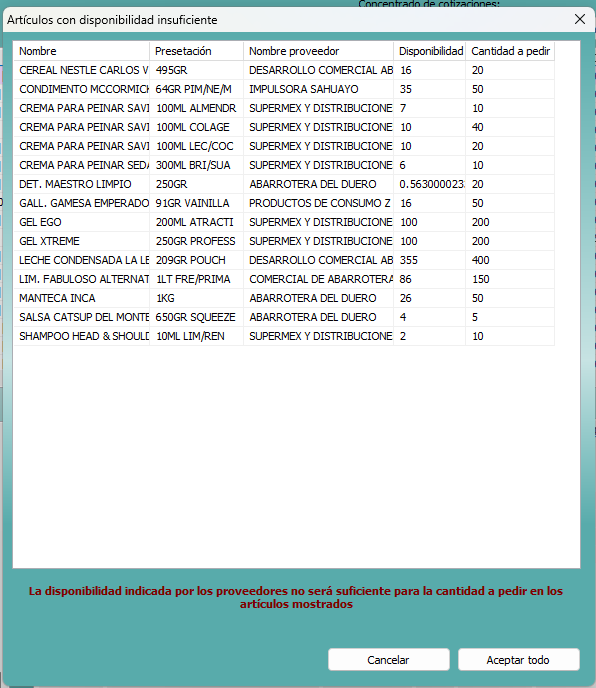 Concentrado de cotizaciones:
Artículos con disponibilidad insuficiente
Nombre Presetación Nombre proveedor Disponibilidad Cantidad a pedir
CEREAL NESTLE CARLOS V 495GR DESARROLLO COMERCIAL AB 16 20
CONDIMENTO MCCORMICK 64GR PIM/NE/M IMPULSORA SAHUAYO 35 50
CREMA PARA PEINAR SAVI 100ML ALMENDR SUPERMEX Y DISTRIBUCIONE 7 10
CREMA PARA PEINAR SAVI 100ML COLAGE SUPERMEX Y DISTRIBUCIONE 10 40
CREMA PARA PEINAR SAVI 100ML LEC/COC SUPERMEX Y DISTRIBUCIONE 10 20
CREMA PARA PEINAR SEDA 300ML BRI/SUA SUPERMEX Y DISTRIBUCIONE 6 10
DET. MAESTRO LIMPIO 250GR ABARROTERA DEL DUERO 0.563000023 20
GALL. GAMESA EMPERADO 91GR VAINILLA PRODUCTOS DE CONSUMO Z 16 50
GEL EGO 200ML ATRACTI SUPERMEX Y DISTRIBUCIONE 100 200
GEL XTREME 250GR PROFESS SUPERMEX Y DISTRIBUCIONE 100 200
LECHE CONDENSADA LA LE 209GR POUCH DESARROLLO COMERCIAL AB 355 400
LIM. FABULOSO ALTERNAT 1LT FRE/PRIMA COMERCIAL DE ABARROTERA 86 150
MANTECA INCA 1KG ABARROTERA DEL DUERO 26 50
SALSA CATSUP DEL MONTE 650GR SQUEEZE ABARROTERA DEL DUERO 4 5
SHAMPOO HEAD & SHOULD 10ML LIM/REN SUPERMEX Y DISTRIBUCIONE 2 10
La disponibilidad indicada por los proveedores no será suficiente para la cantidad a pedir en los
artículos mostrados
Cancelar Aceptar todo